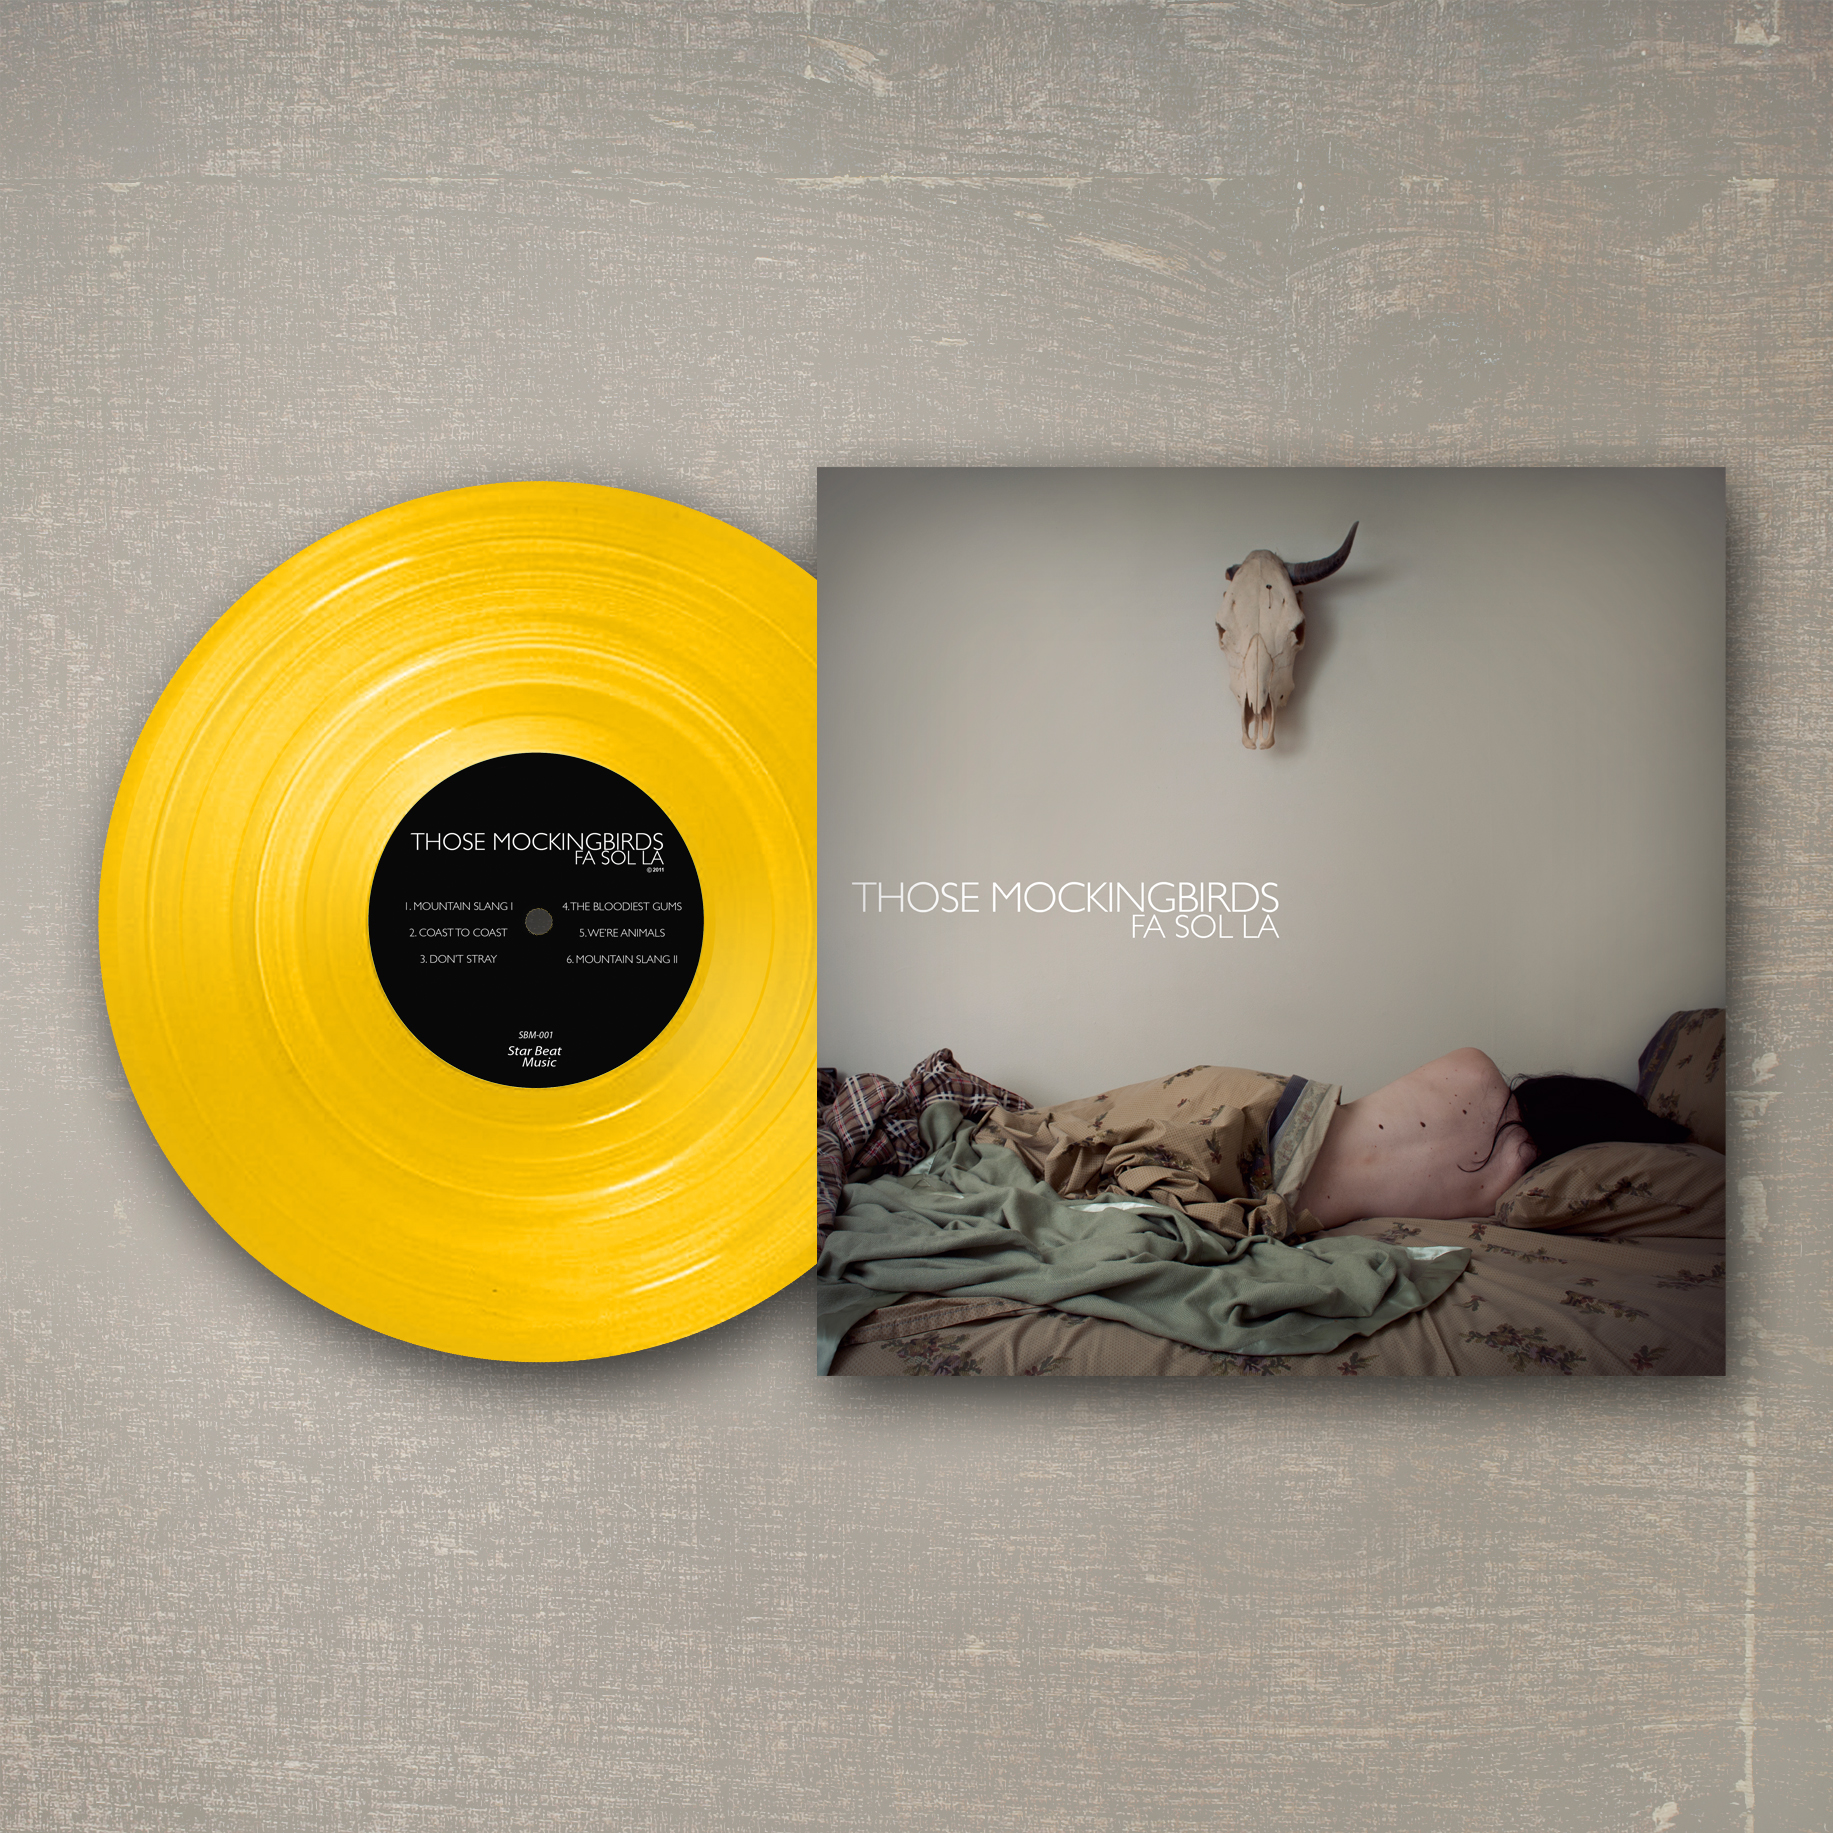 THOSE MOCKINGBIRDS
FA SOL LA
© 2011
1. MOUNTAIN SLANG I
2. COAST TO COAST
3. DON'T STRAY
4. THE BLOODIEST GUMS
5. WE'RE ANIMALS
6. MOUNTAIN SLANG II
SBM-001
Star Beat
Music
THOSE MOCKINGBIRDS
FA SOL LA